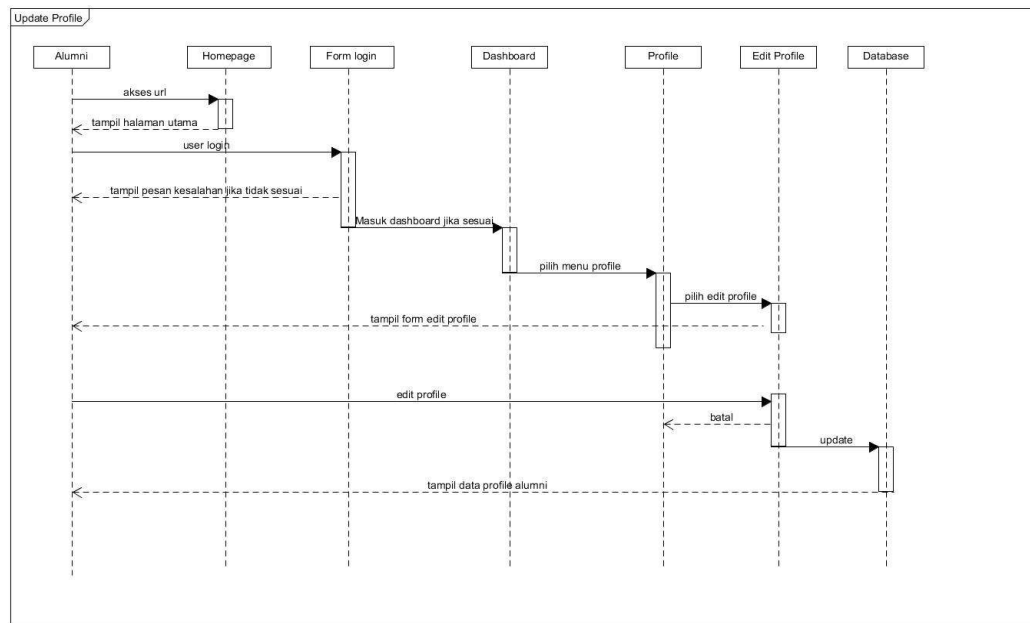 Update Profile
Alumni
Homepage
Form login
Dashboard
Profile
Edit Profile
Database
akses url
tampil halaman utama
user login
tampil pesan kesalahan jika tidak sesuai
Masuk dashboard jika sesuai
pilih menu profile
pilih edit profile
tampil form edit profile
edit profile
batal
update
tampil data profile alumni